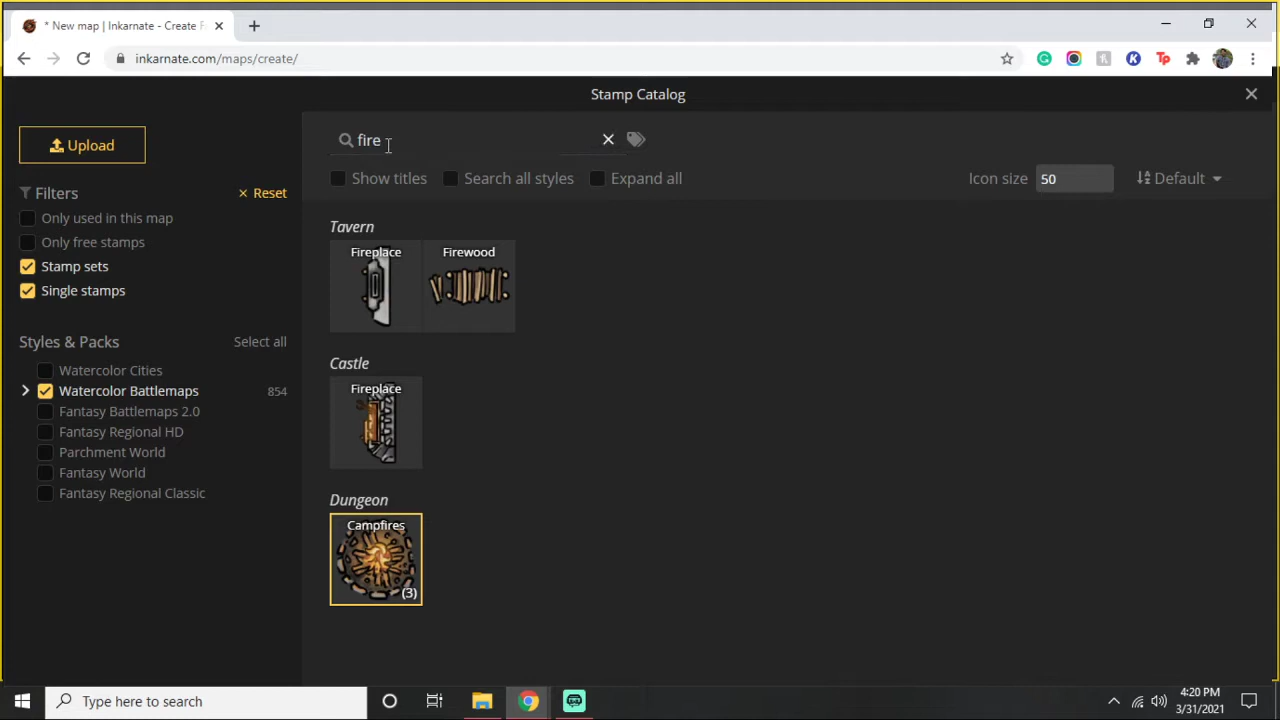 * New map | Inkarnate - Create F
inkarnate.com/maps/create/
Stamp Catalog
Upload
fire
Filters
Reset
Show titles
Search all styles
Expand all
Icon size
50
Default
Only used in this map
Only free stamps
Stamp sets
Single stamps
Styles & Packs
Select all
Watercolor Cities
Watercolor Battlemaps
854
Fantasy Battlemaps 2.0
Fantasy Regional HD
Parchment World
Fantasy World
Fantasy Regional Classic
Tavern
Fireplace
Firewood
Castle
Fireplace
Dungeon
Campfires
(3)
Type here to search
4:20 PM
3/31/2021